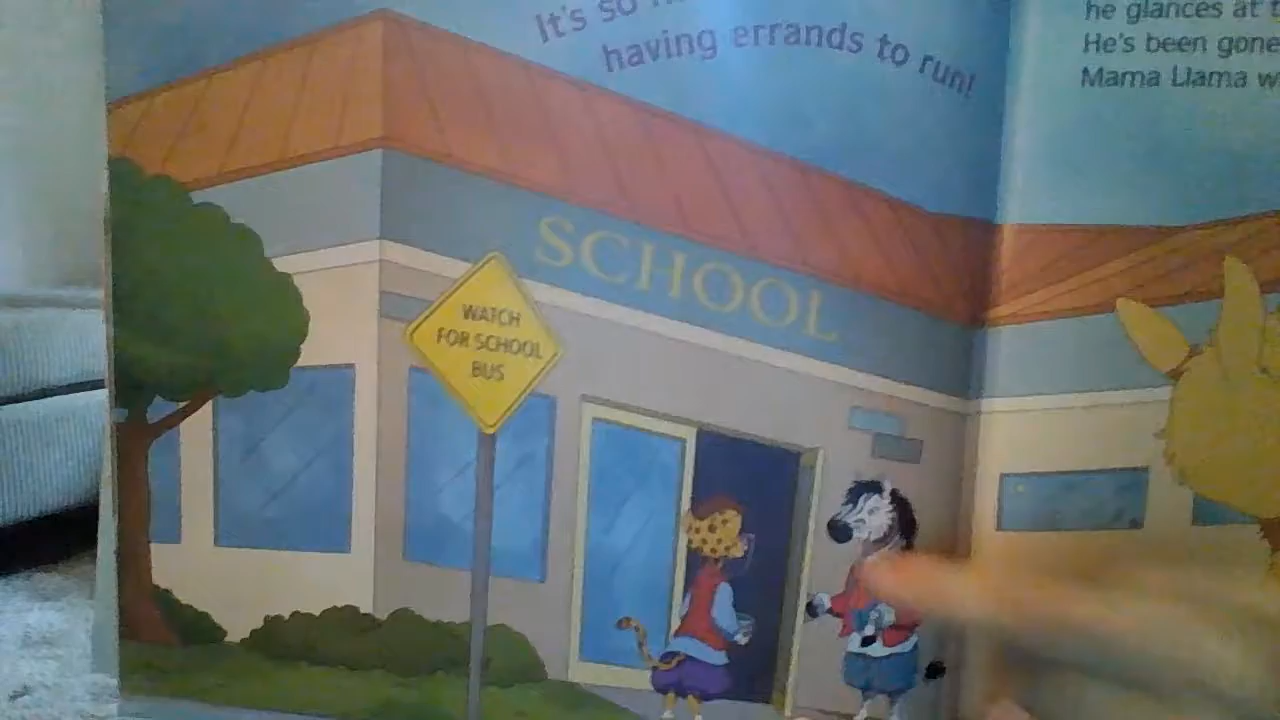 It's so
having errands to run!
he glances at
He's been gone
Mama Llama
SCHOOL
WATCH
FOR SCHOOL
BUS